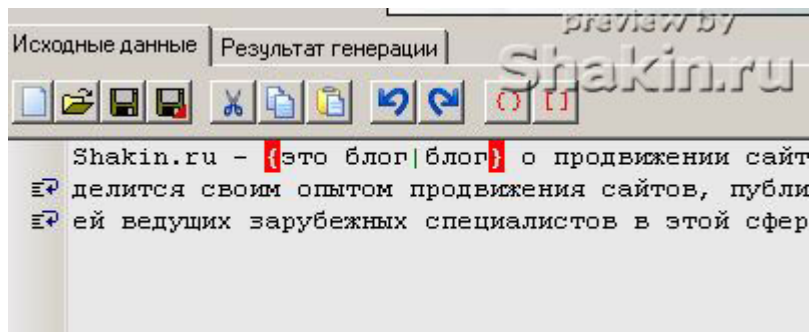 preview by
Shakin.ru
Исходные данные Результат генерации
Shakin.ru - {это блог|блог} о продвижении сайт
делится своим опытом продвижения сайтов, публи
ей ведущих зарубежных специалистов в этой сфер